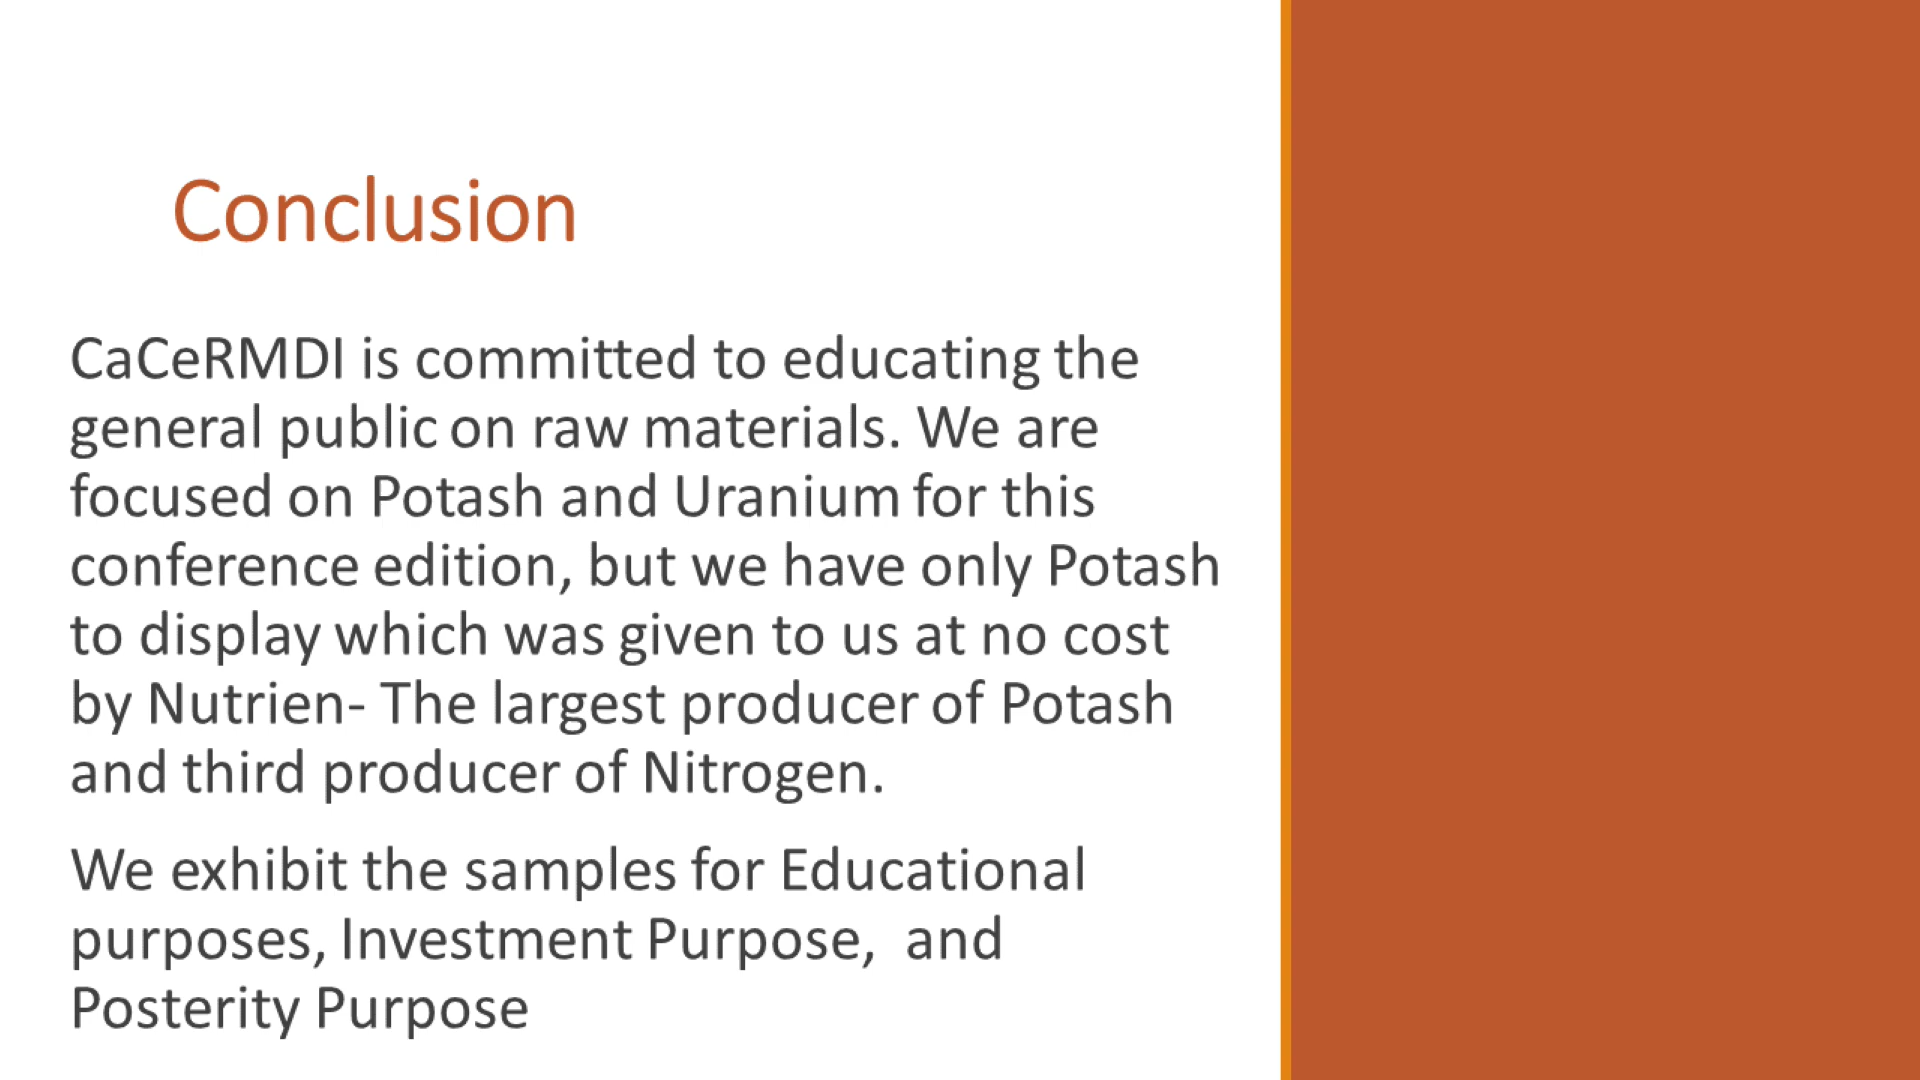 Conclusion
CaCeRMDI is committed to educating the
general public on raw materials. We are
focused on Potash and Uranium for this
conference edition, but we have only Potash
to display which was given to us at no cost
by Nutrien- The largest producer of Potash
and third producer of Nitrogen.
We exhibit the samples for Educational
purposes, Investment Purpose,  and
Posterity Purpose